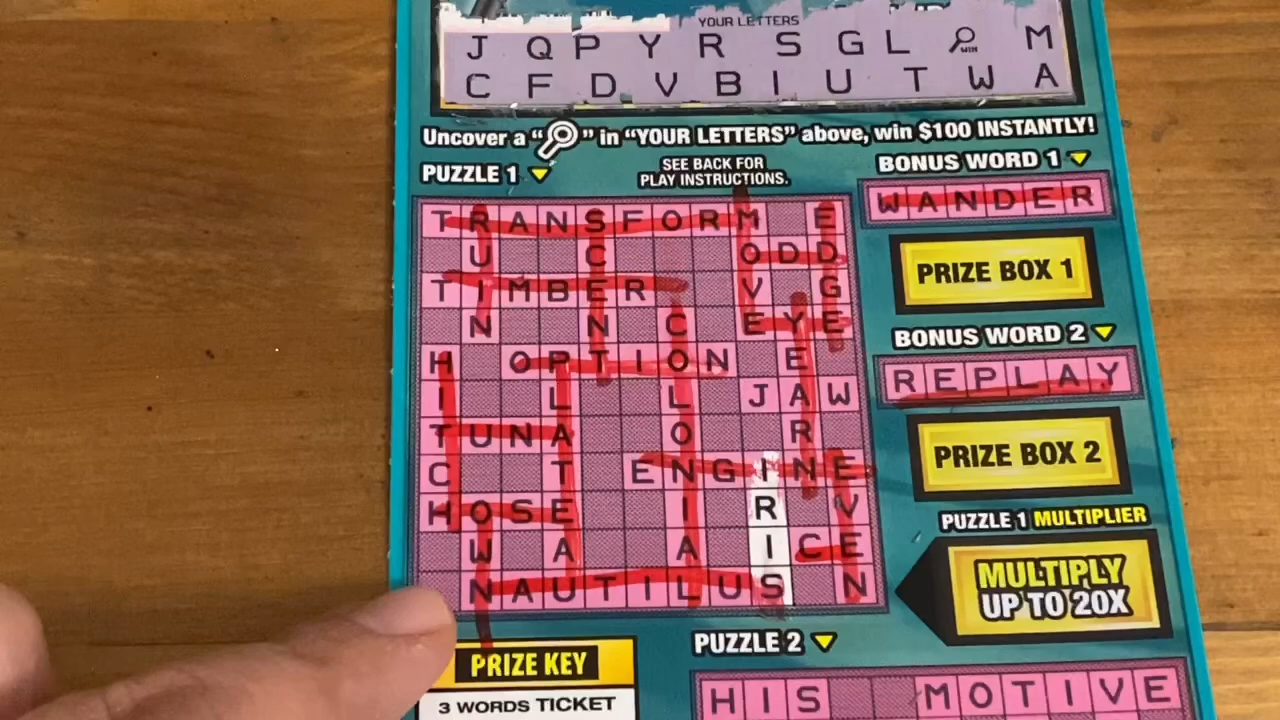 YOUR LETTERS
J Q P Y R S G L WIN M
C F D V B I U T W A
Uncover a " " in "YOUR LETTERS" above, win $100 INSTANTLY!
PUZZLE 1
SEE BACK FOR
PLAY INSTRUCTIONS.
BONUS WORD 1
WANDER
PRIZE BOX 1
BONUS WORD 2
REPLAY
PRIZE BOX 2
PUZZLE 1 MULTIPLIER
MULTIPLY
UP TO 20X
TRANSFORM E
U C ODD
TIMBER V G
N N C EYE
H OPTION E
I L L JAW
TUNA O R
C T ENGINE
HOSE I R V
W A A ICE
NAUTILUS N
PRIZE KEY
3 WORDS TICKET
PUZZLE 2
HIS MOTIVE